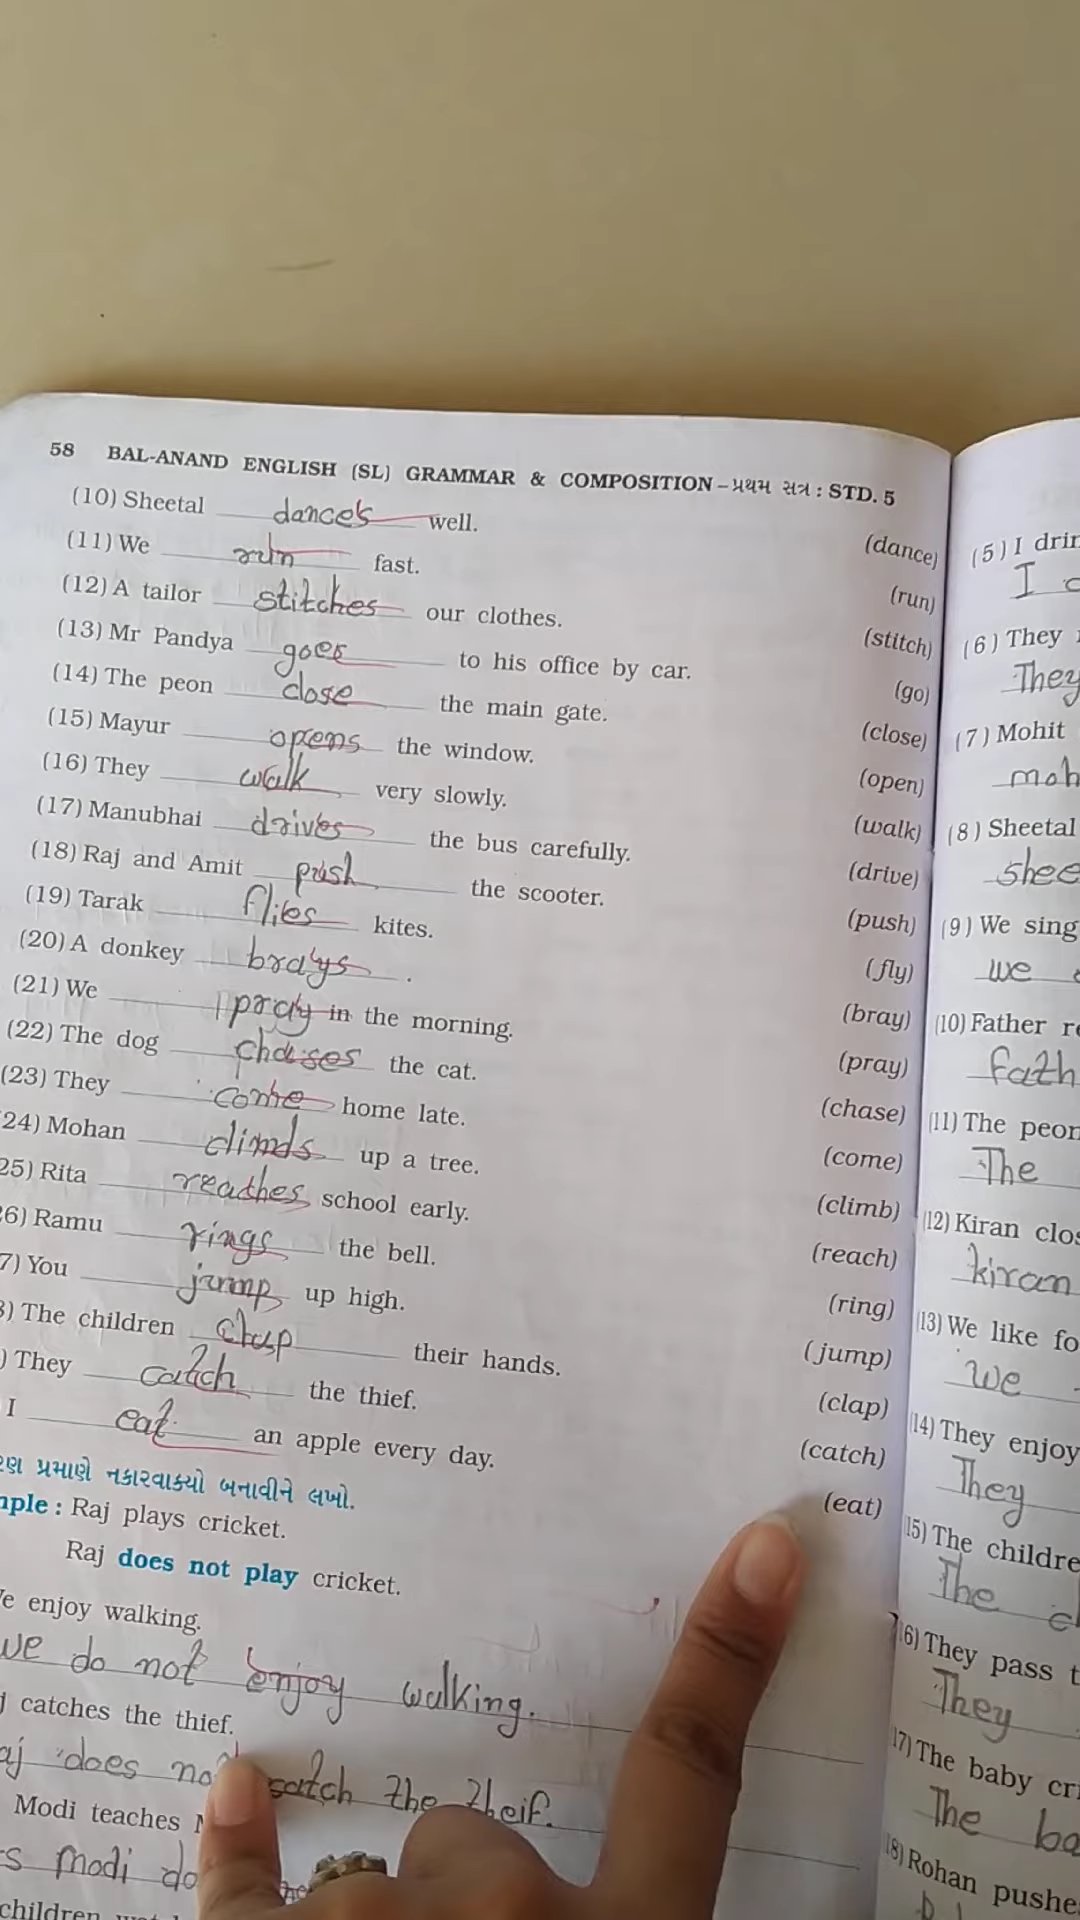 58 BAL-ANAND ENGLISH (SL) GRAMMAR & COMPOSITION – પ્રથમ સત્ર : STD. 5
(10) Sheetal dances well. (dance)
(11) We run fast. (run)
(12) A tailor stitches our clothes. (stitch)
(13) Mr Pandya goes to his office by car. (go)
(14) The peon close the main gate. (close)
(15) Mayur opens the window. (open)
(16) They walk very slowly. (walk)
(17) Manubhai drives the bus carefully. (drive)
(18) Raj and Amit push the scooter. (push)
(19) Tarak flies kites. (fly)
(20) A donkey brays. (bray)
(21) We pray in the morning. (pray)
(22) The dog chases the cat. (chase)
(23) They come home late. (come)
24) Mohan climbs up a tree. (climb)
25) Rita reaches school early. (reach)
6) Ramu rings the bell. (ring)
7) You jump up high. (jump)
) The children clap their hands. (clap)
) They catch the thief. (catch)
I eat an apple every day. (eat)
પ્રમાણે નકારવાક્યો બનાવીને લખો.
mple : Raj plays cricket.
Raj does not play cricket.
e enjoy walking.
we do not enjoy walking.
j catches the thief.
aj does not catch the theif.
Modi teaches
s modi do
children
(5) I drin
I
(6) They
They
(7) Mohit
moh
(8) Sheetal
shee
(9) We sing
we
(10) Father re
fath
(11) The peon
The
12) Kiran clos
kiran
(13) We like fo
we
14) They enjoy
They
15) The childre
The c
16) They pass t
They
17) The baby cri
The ba
18) Rohan pushe